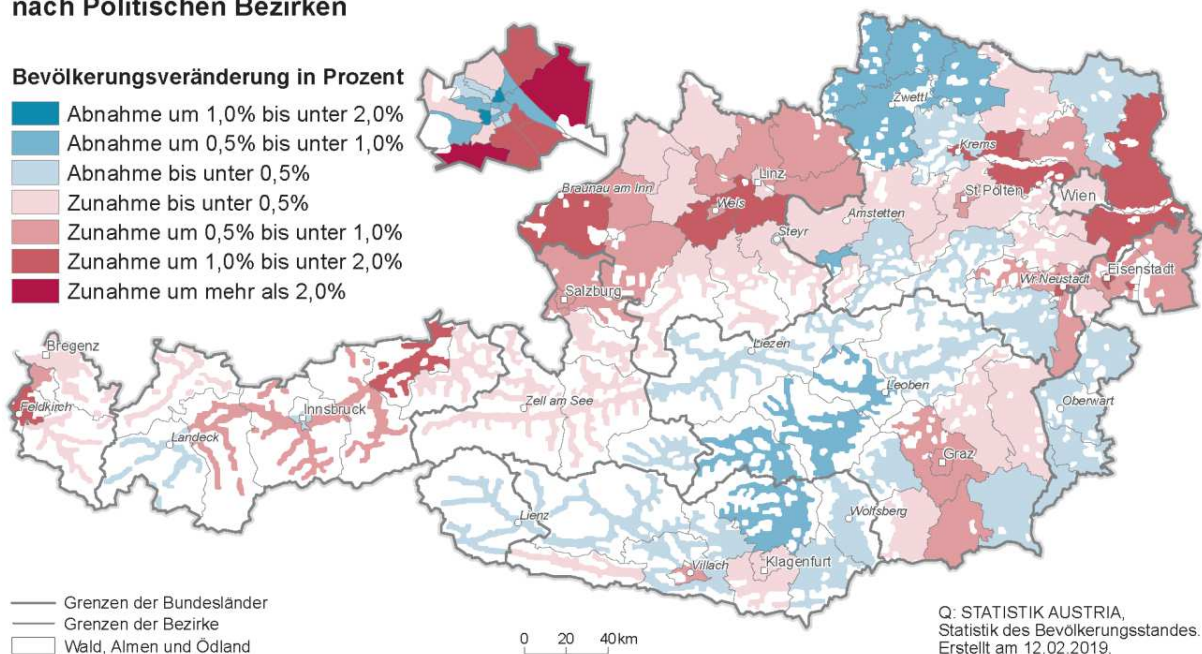 nach Politischen Bezirken
Bevölkerungsveränderung in Prozent
Abnahme um 1,0% bis unter 2,0%
Abnahme um 0,5% bis unter 1,0%
Abnahme bis unter 0,5%
Zunahme bis unter 0,5%
Zunahme um 0,5% bis unter 1,0%
Zunahme um 1,0% bis unter 2,0%
Zunahme um mehr als 2,0%
Zwettl
Krems
Linz
Braunau am Inn
Wels
St. Pölten
Wien
Amstetten
Steyr
Salzburg
Wr. Neustadt
Eisenstadt
Bregenz
Liezen
Leoben
Feldkirch
Innsbruck
Zell am See
Oberwart
Landeck
Graz
Lienz
Wolfsberg
Villach
Klagenfurt
Grenzen der Bundesländer
Grenzen der Bezirke
Wald, Almen und Ödland
0 20 40 km
Q: STATISTIK AUSTRIA,
Statistik des Bevölkerungsstandes.
Erstellt am 12.02.2019.